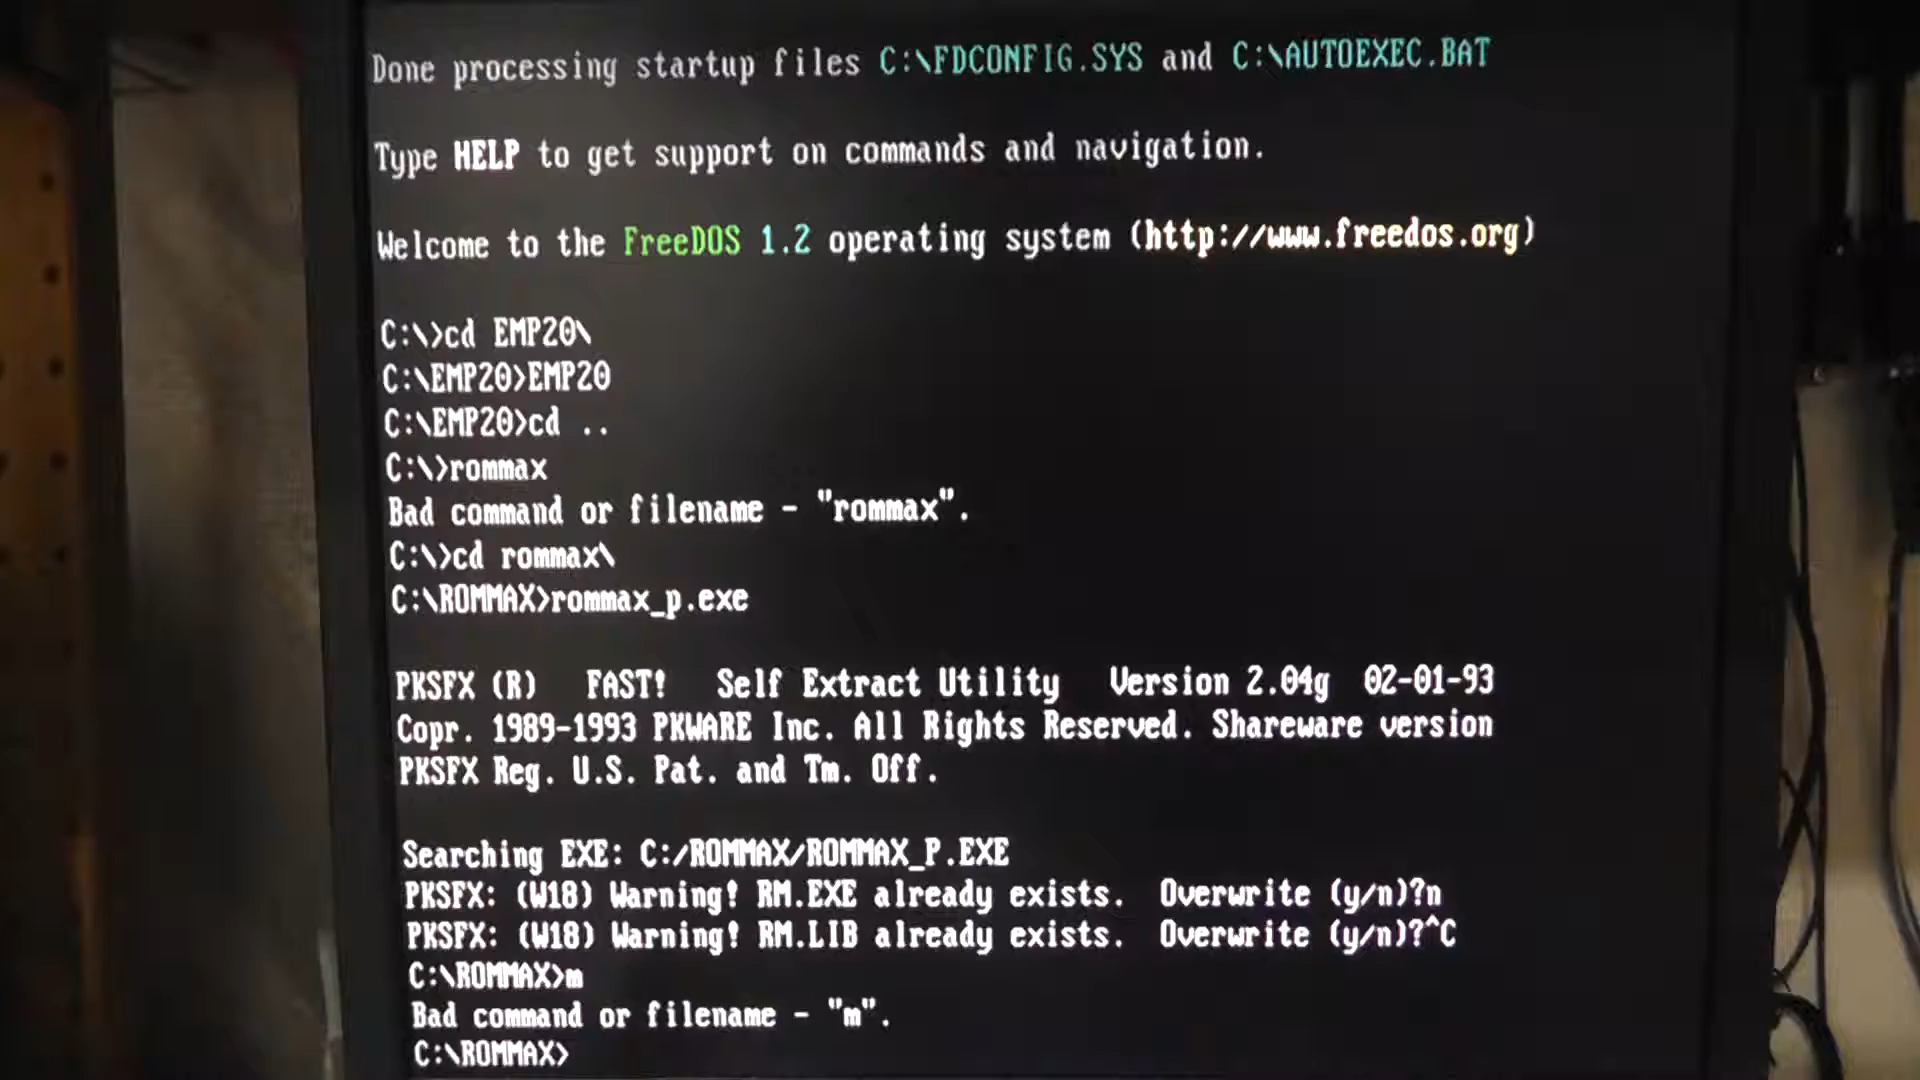 Done processing startup files C:\FDCONFIG.SYS and C:\AUTOEXEC.BAT
Type HELP to get support on commands and navigation.
Welcome to the FreeDOS 1.2 operating system (http://www.freedos.org)
C:\>cd EMP20\
C:\EMP20>EMP20
C:\EMP20>cd ..
C:\>rommax
Bad command or filename - "rommax".
C:\>cd rommax\
C:\ROMMAX>rommax_p.exe
PKSFX (R) FAST! Self Extract Utility Version 2.04g 02-01-93
Copr. 1989-1993 PKWARE Inc. All Rights Reserved. Shareware version
PKSFX Reg. U.S. Pat. and Tm. Off.
Searching EXE: C:/ROMMAX/ROMMAX_P.EXE
PKSFX: (W18) Warning! RM.EXE already exists. Overwrite (y/n)?n
PKSFX: (W18) Warning! RM.LIB already exists. Overwrite (y/n)?^C
C:\ROMMAX>m
Bad command or filename - "m".
C:\ROMMAX>